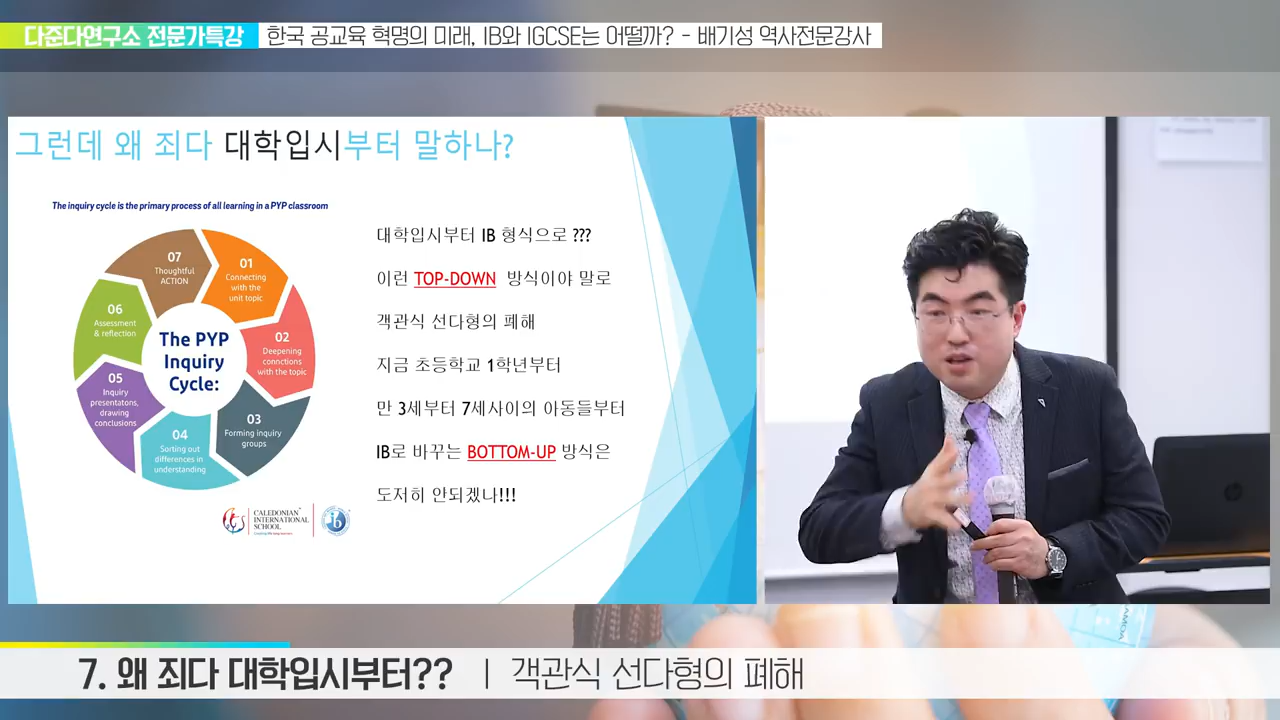 다준다연구소 전문가특강 한국 공교육 혁명의 미래, IB와 IGCSE는 어떨까? - 배기성 역사전문강사
그런데 왜 죄다 대학입시부터 말하나?
The inquiry cycle is the primary process of all learning in a PYP classroom
The PYP
Inquiry
Cycle:
01
Connecting
with the
unit topic
02
Deepening
connctions
with the topic
03
Forming inquiry
groups
04
Sorting out
differences in
understanding
05
Inquiry
presentatons,
drawing
conclusions
06
Assessment
& reflection
07
Thoughtful
ACTION
CALEDONIAN
INTERNATIONAL
SCHOOL
대학입시부터 IB 형식으로 ???
이런 TOP-DOWN 방식이야 말로
객관식 선다형의 폐해
지금 초등학교 1학년부터
만 3세부터 7세사이의 아동들부터
IB로 바꾸는 BOTTOM-UP 방식은
도저히 안되겠나!!!
7. 왜 죄다 대학입시부터?? | 객관식 선다형의 폐해